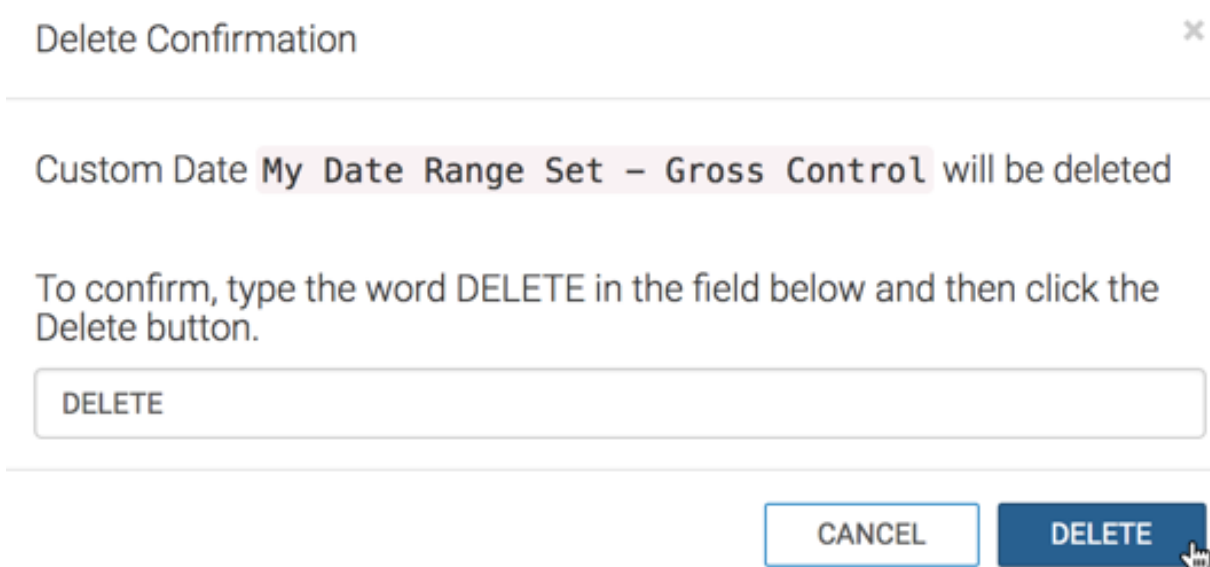 Delete Confirmation ×
Custom Date My Date Range Set – Gross Control will be deleted
To confirm, type the word DELETE in the field below and then click the
Delete button.
DELETE
CANCEL DELETE